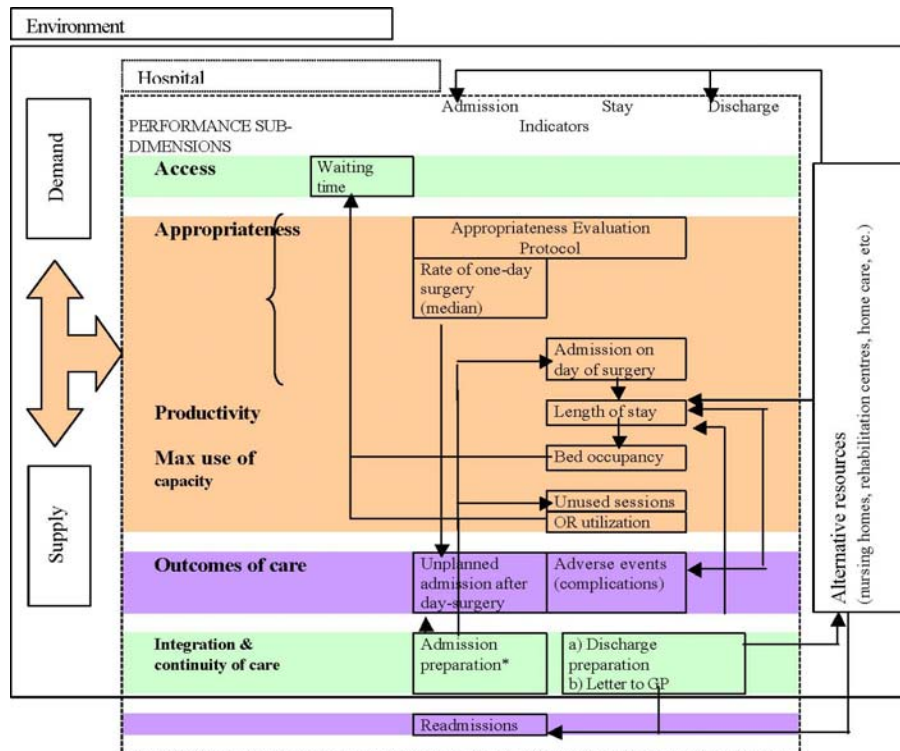 Environment
Hospital
Admission Stay Discharge
Indicators
PERFORMANCE SUB-
DIMENSIONS
Demand
Access
Waiting
time
Appropriateness
Appropriateness Evaluation
Protocol
Rate of one-day
surgery
(median)
Admission on
day of surgery
Productivity
Length of stay
Max use of
capacity
Bed occupancy
Unused sessions
OR utilization
Supply
Outcomes of care
Unplanned
admission after
day-surgery
Adverse events
(complications)
Integration &
continuity of care
Admission
preparation*
a) Discharge
preparation
b) Letter to GP
Readmissions
Alternative resources
(nursing homes, rehabilitation centres, home care, etc.)